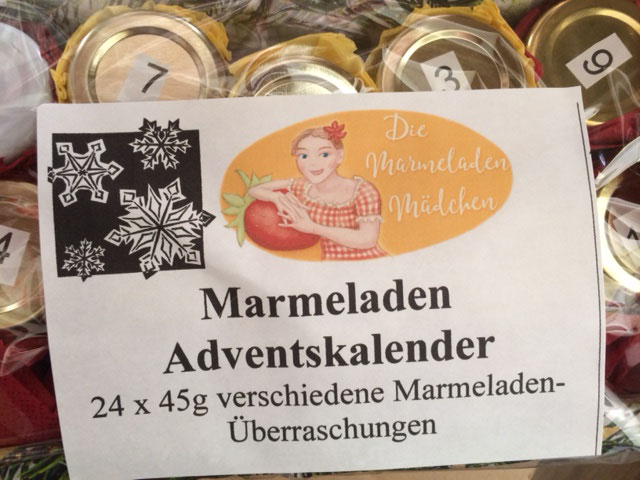 7
3
9
4
Die
Marmeladen
Mädchen
Marmeladen
Adventskalender
24 x 45g verschiedene Marmeladen-
Überraschungen